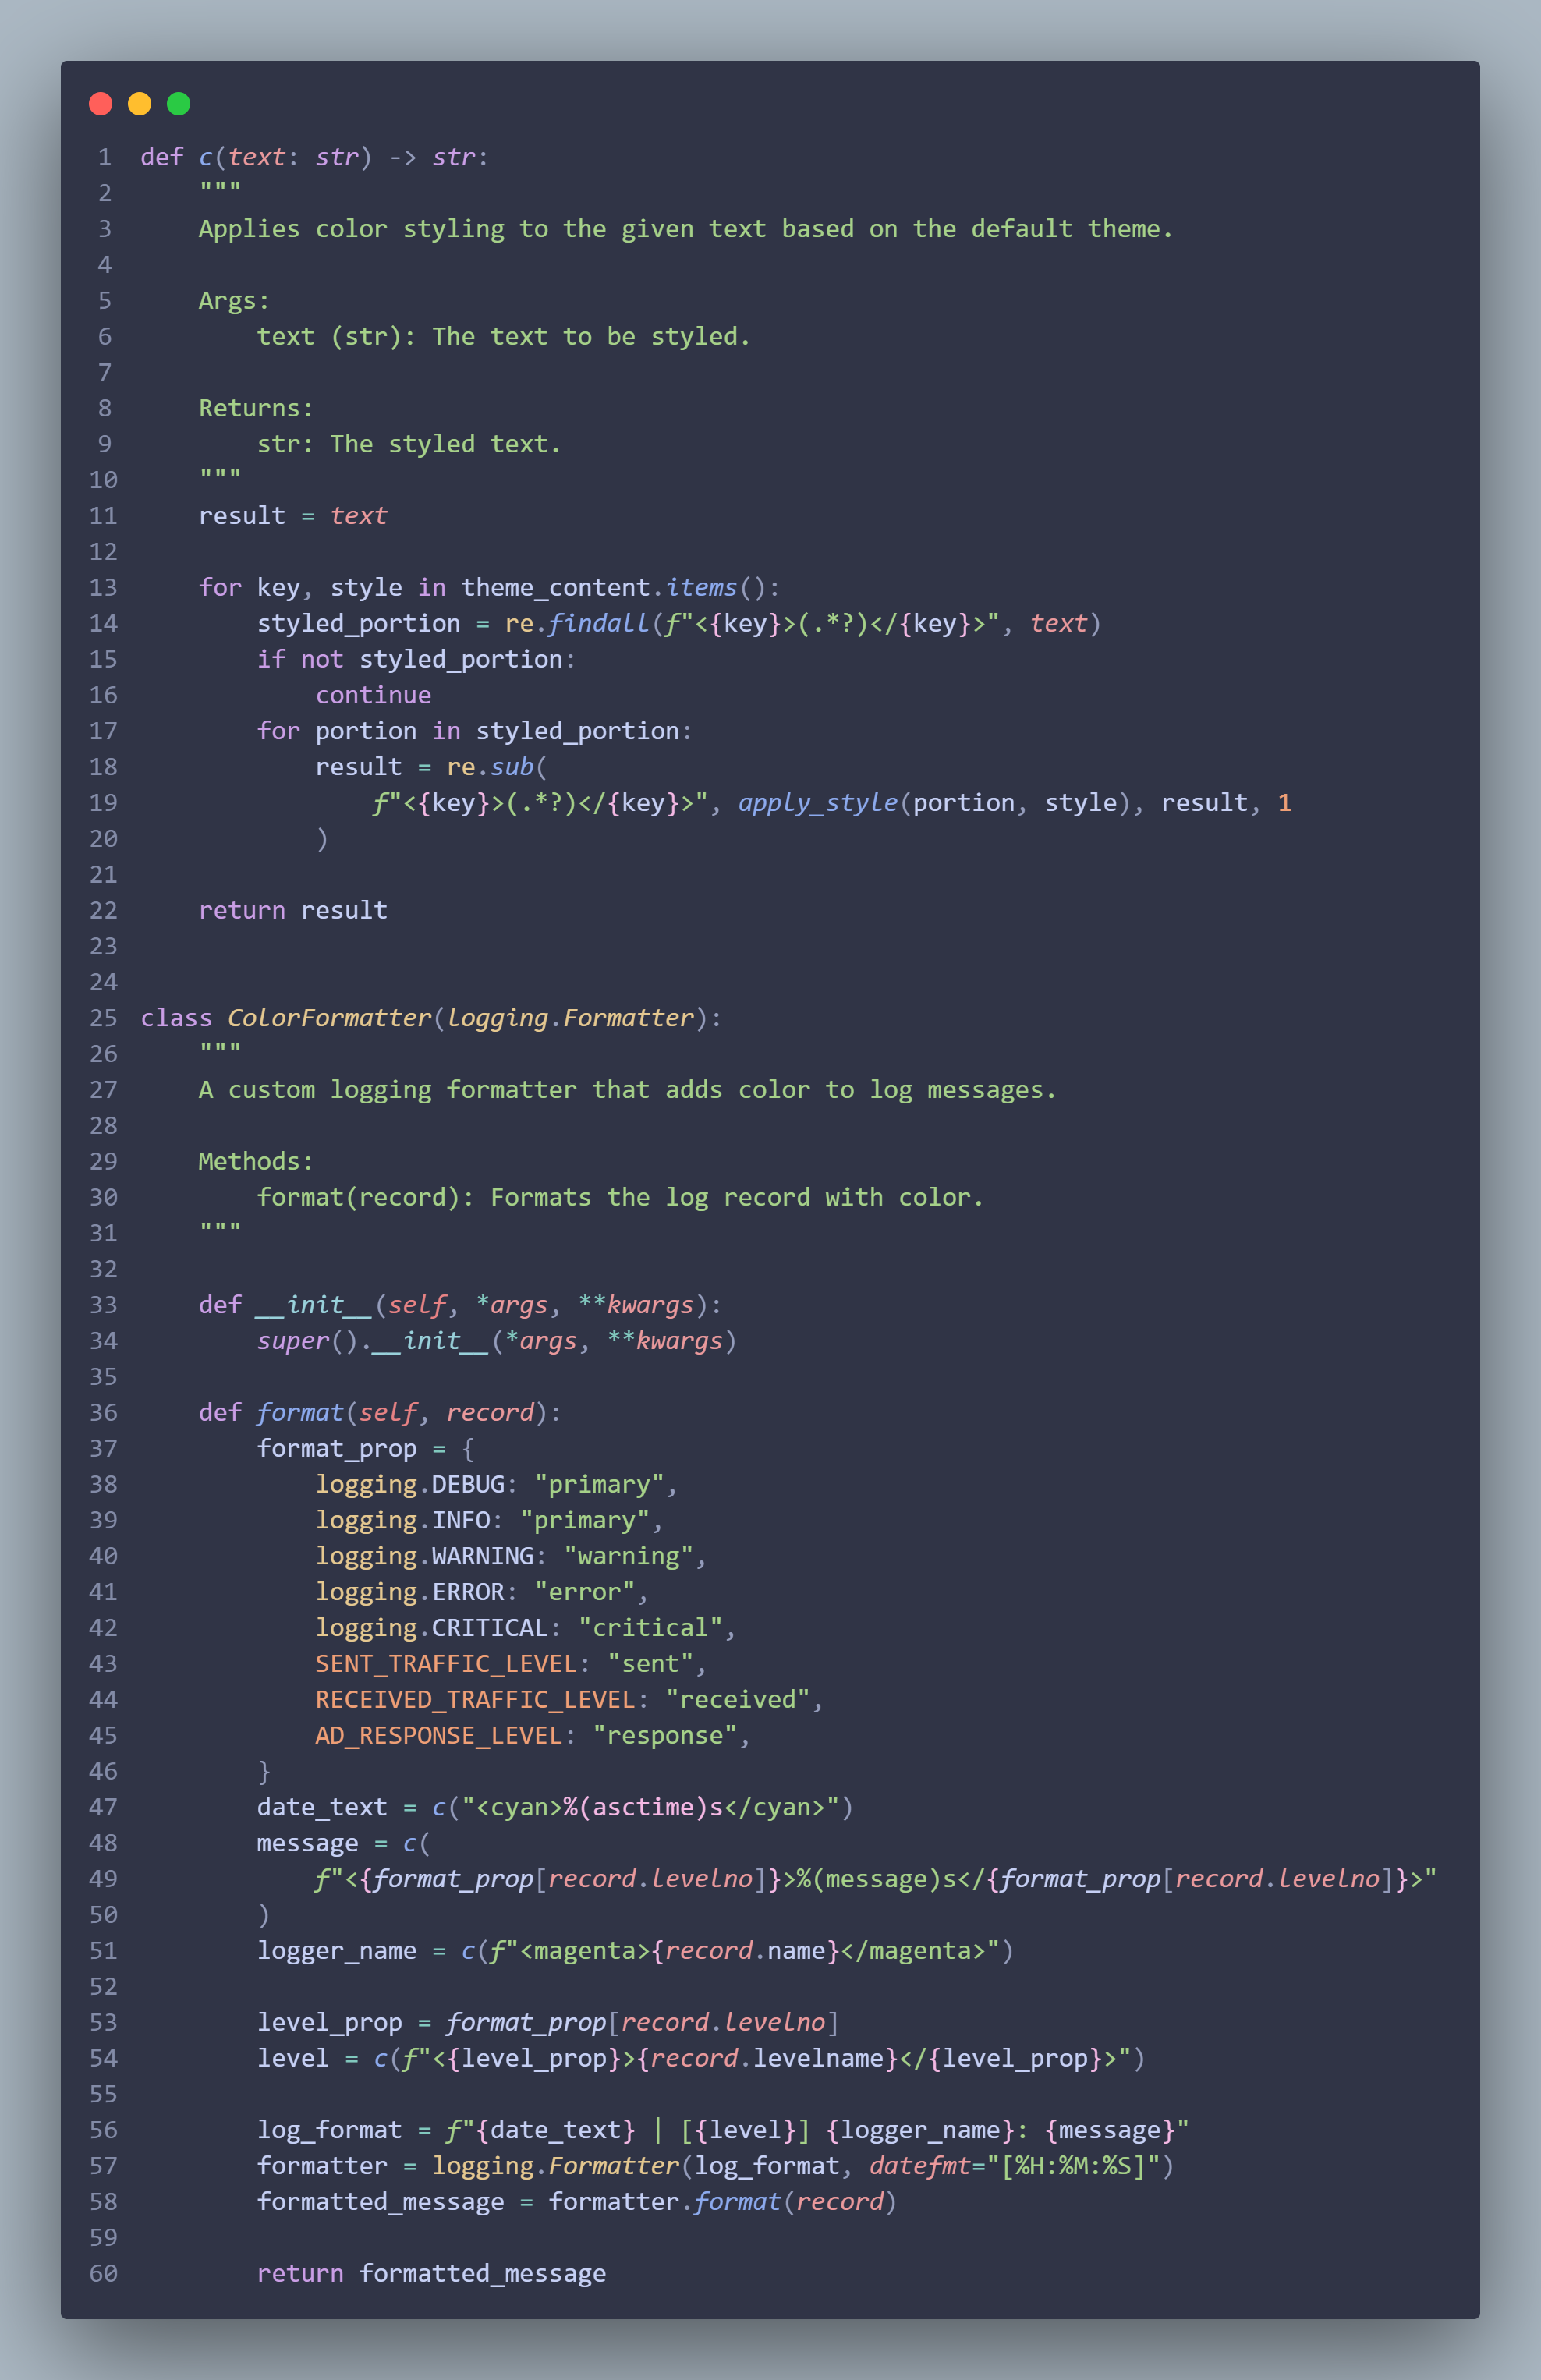 1 def c(text: str) -> str:
2     """
3     Applies color styling to the given text based on the default theme.
4
5     Args:
6         text (str): The text to be styled.
7
8     Returns:
9         str: The styled text.
10     """
11     result = text
12
13     for key, style in theme_content.items():
14         styled_portion = re.findall(f"<{key}>(.*?)</{key}>", text)
15         if not styled_portion:
16             continue
17         for portion in styled_portion:
18             result = re.sub(
19                 f"<{key}>(.*?)</{key}>", apply_style(portion, style), result, 1
20             )
21
22     return result
23
24
25 class ColorFormatter(logging.Formatter):
26     """
27     A custom logging formatter that adds color to log messages.
28
29     Methods:
30         format(record): Formats the log record with color.
31     """
32
33     def __init__(self, *args, **kwargs):
34         super().__init__(*args, **kwargs)
35
36     def format(self, record):
37         format_prop = {
38             logging.DEBUG: "primary",
39             logging.INFO: "primary",
40             logging.WARNING: "warning",
41             logging.ERROR: "error",
42             logging.CRITICAL: "critical",
43             SENT_TRAFFIC_LEVEL: "sent",
44             RECEIVED_TRAFFIC_LEVEL: "received",
45             AD_RESPONSE_LEVEL: "response",
46         }
47         date_text = c("<cyan>%(asctime)s</cyan>")
48         message = c(
49             f"<{format_prop[record.levelno]}>%(message)s</{format_prop[record.levelno]}>"
50         )
51         logger_name = c(f"<magenta>{record.name}</magenta>")
52
53         level_prop = format_prop[record.levelno]
54         level = c(f"<{level_prop}>{record.levelname}</{level_prop}>")
55
56         log_format = f"{date_text} | [{level}] {logger_name}: {message}"
57         formatter = logging.Formatter(log_format, datefmt="[%H:%M:%S]")
58         formatted_message = formatter.format(record)
59
60         return formatted_message